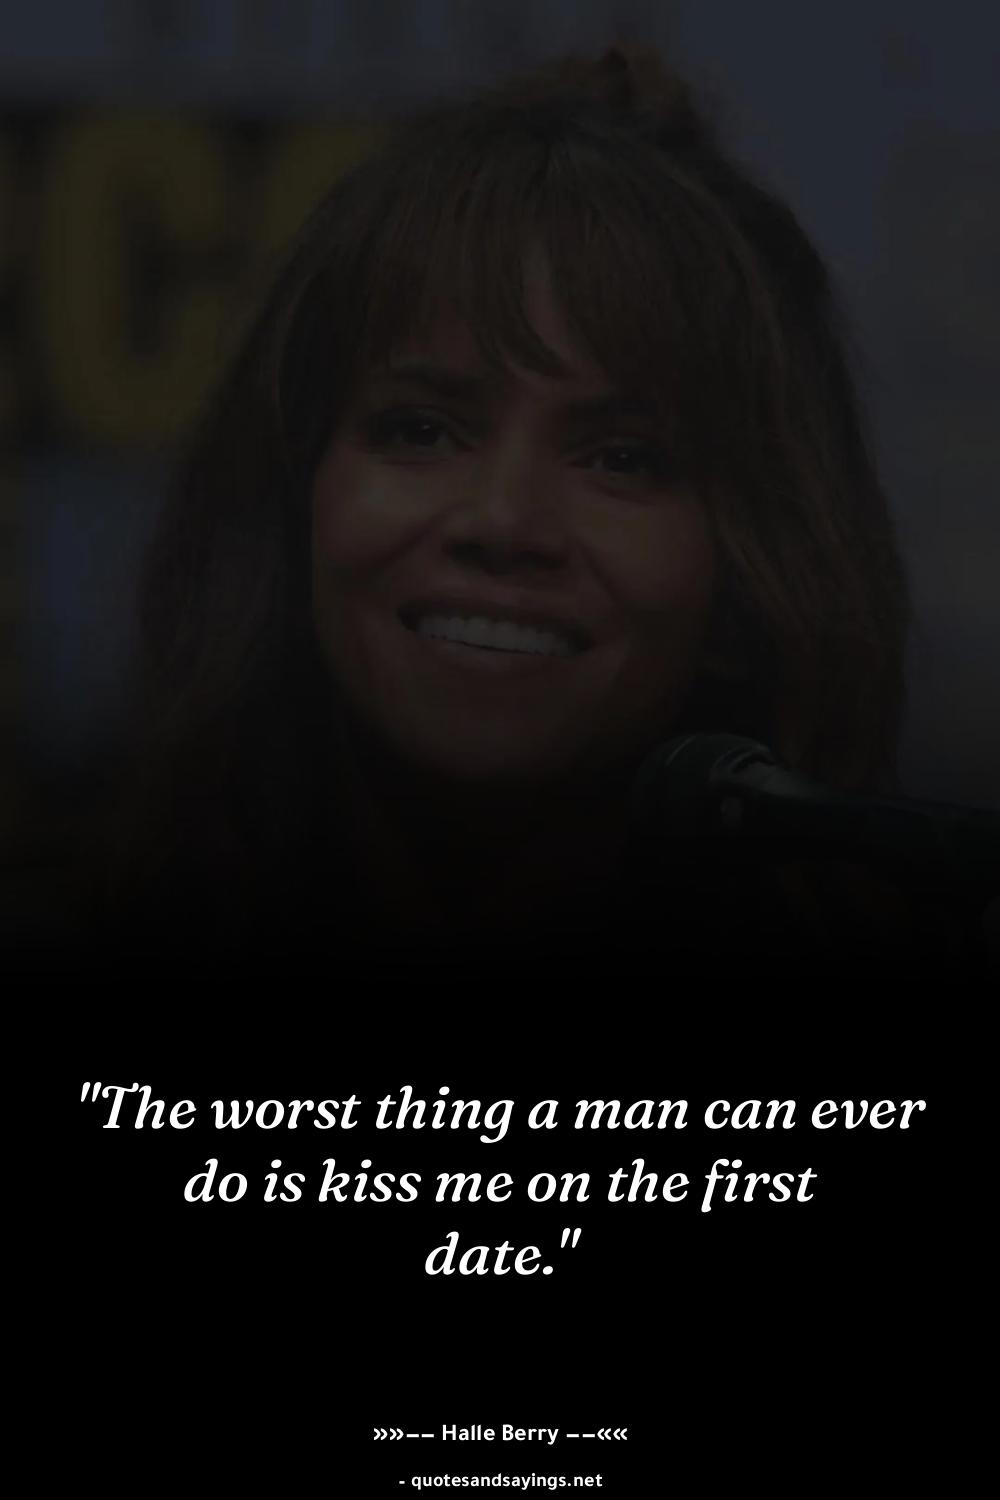 "The worst thing a man can ever
do is kiss me on the first
date."
»»–– Halle Berry ––««
- quotesandsayings.net